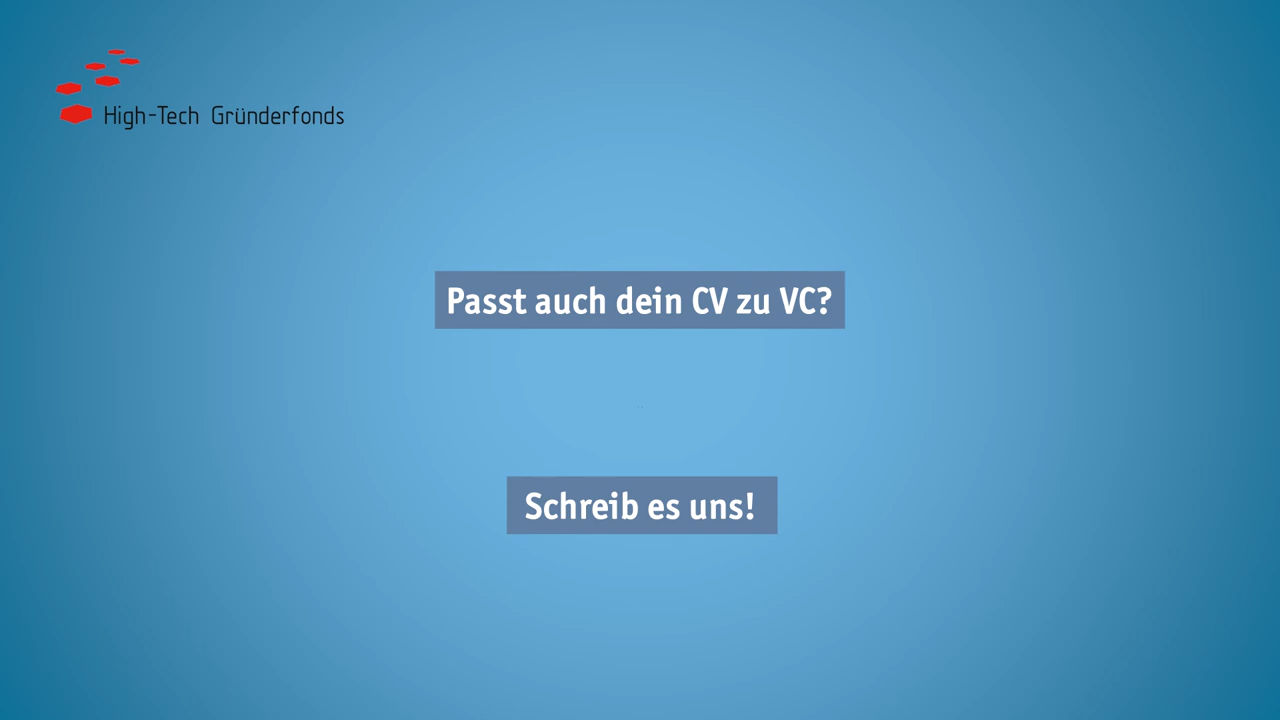 High-Tech Gründerfonds
Passt auch dein CV zu VC?
Schreib es uns!